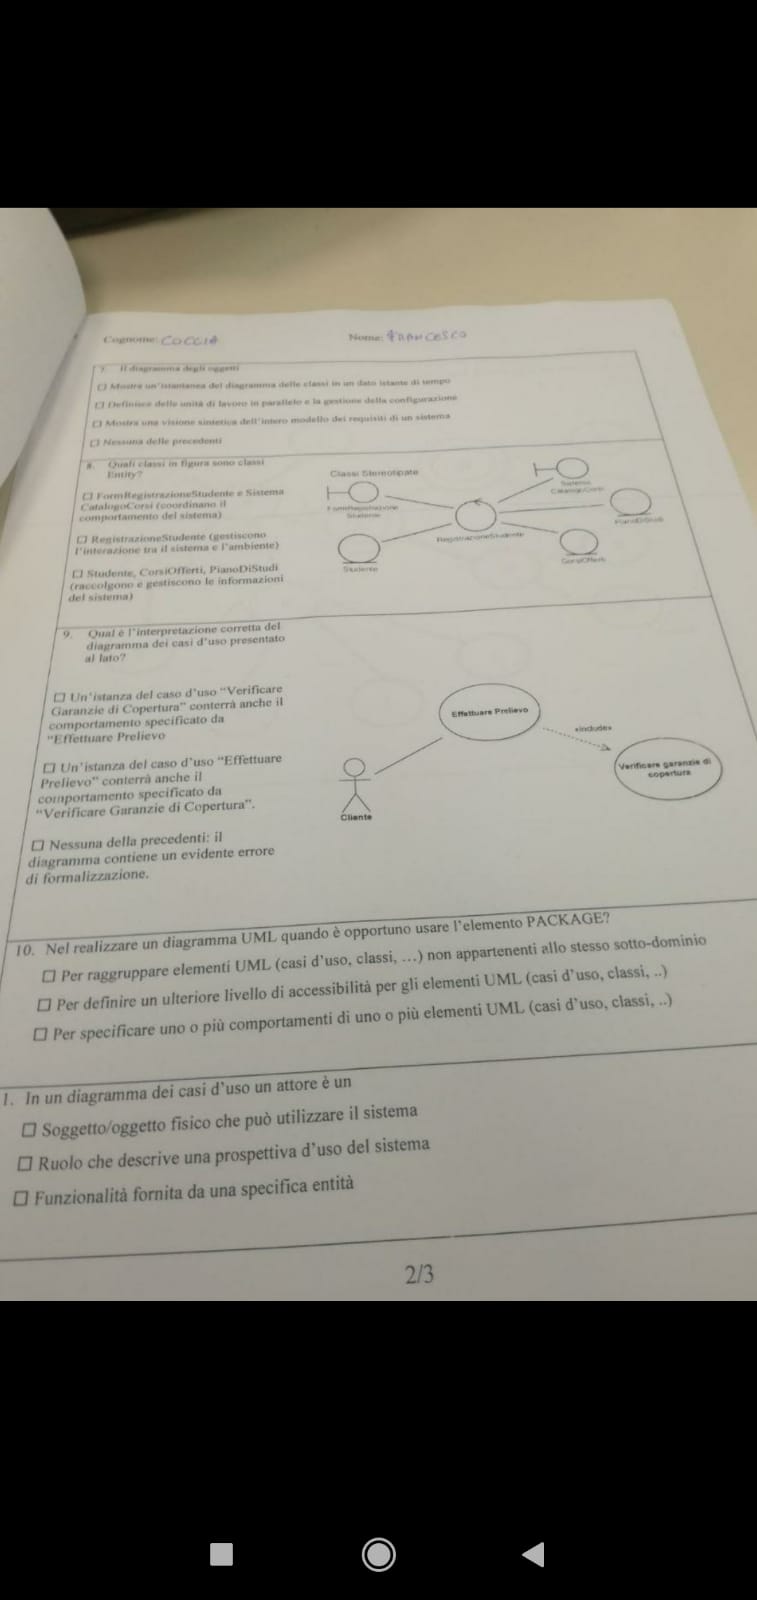 Cognome: COCCIA Nome: FRANCESCO
7. Il diagramma degli oggetti
☐ Mostra un'istantanea del diagramma delle classi in un dato istante di tempo
☐ Definisce delle unità di lavoro in parallelo e la gestione della configurazione
☐ Mostra una visione sintetica dell'intero modello dei requisiti di un sistema
☐ Nessuna delle precedenti
8. Quali classi in figura sono classi
Entity?
☐ FormRegistrazioneStudente e Sistema
CatalogoCorsi (coordinano il
comportamento del sistema)
☐ RegistrazioneStudente (gestiscono
l'interazione tra il sistema e l'ambiente)
☐ Studente, CorsiOfferti, PianoDiStudi
(raccolgono e gestiscono le informazioni
del sistema)
Classi Stereotipate
FormRegistrazione
Studente
Sistema
CatalogoCorsi
RegistrazioneStudente
PianoDiStudi
Studente
CorsiOfferti
9. Qual è l'interpretazione corretta del
diagramma dei casi d'uso presentato
al lato?
☐ Un'istanza del caso d'uso "Verificare
Garanzie di Copertura" conterrà anche il
comportamento specificato da
"Effettuare Prelievo
☐ Un'istanza del caso d'uso "Effettuare
Prelievo" conterrà anche il
comportamento specificato da
"Verificare Garanzie di Copertura".
☐ Nessuna della precedenti: il
diagramma contiene un evidente errore
di formalizzazione.
Effettuare Prelievo
«include»
Verificare garanzie di
copertura
Cliente
10. Nel realizzare un diagramma UML quando è opportuno usare l'elemento PACKAGE?
☐ Per raggruppare elementi UML (casi d'uso, classi, …) non appartenenti allo stesso sotto-dominio
☐ Per definire un ulteriore livello di accessibilità per gli elementi UML (casi d'uso, classi, ..)
☐ Per specificare uno o più comportamenti di uno o più elementi UML (casi d'uso, classi, ..)
1. In un diagramma dei casi d'uso un attore è un
☐ Soggetto/oggetto fisico che può utilizzare il sistema
☐ Ruolo che descrive una prospettiva d'uso del sistema
☐ Funzionalità fornita da una specifica entità
2/3